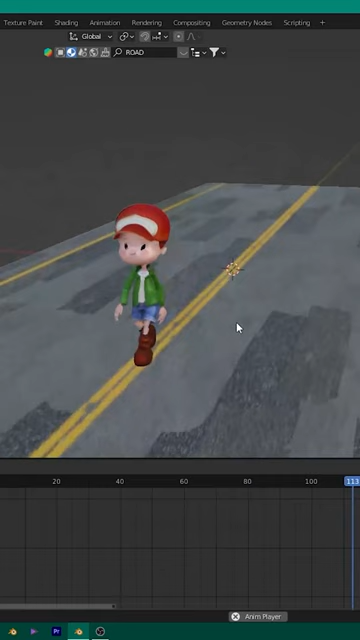 Texture Paint Shading Animation Rendering Compositing Geometry Nodes Scripting +
Global
ROAD
20 40 60 80 100 113
Anim Player
Pr